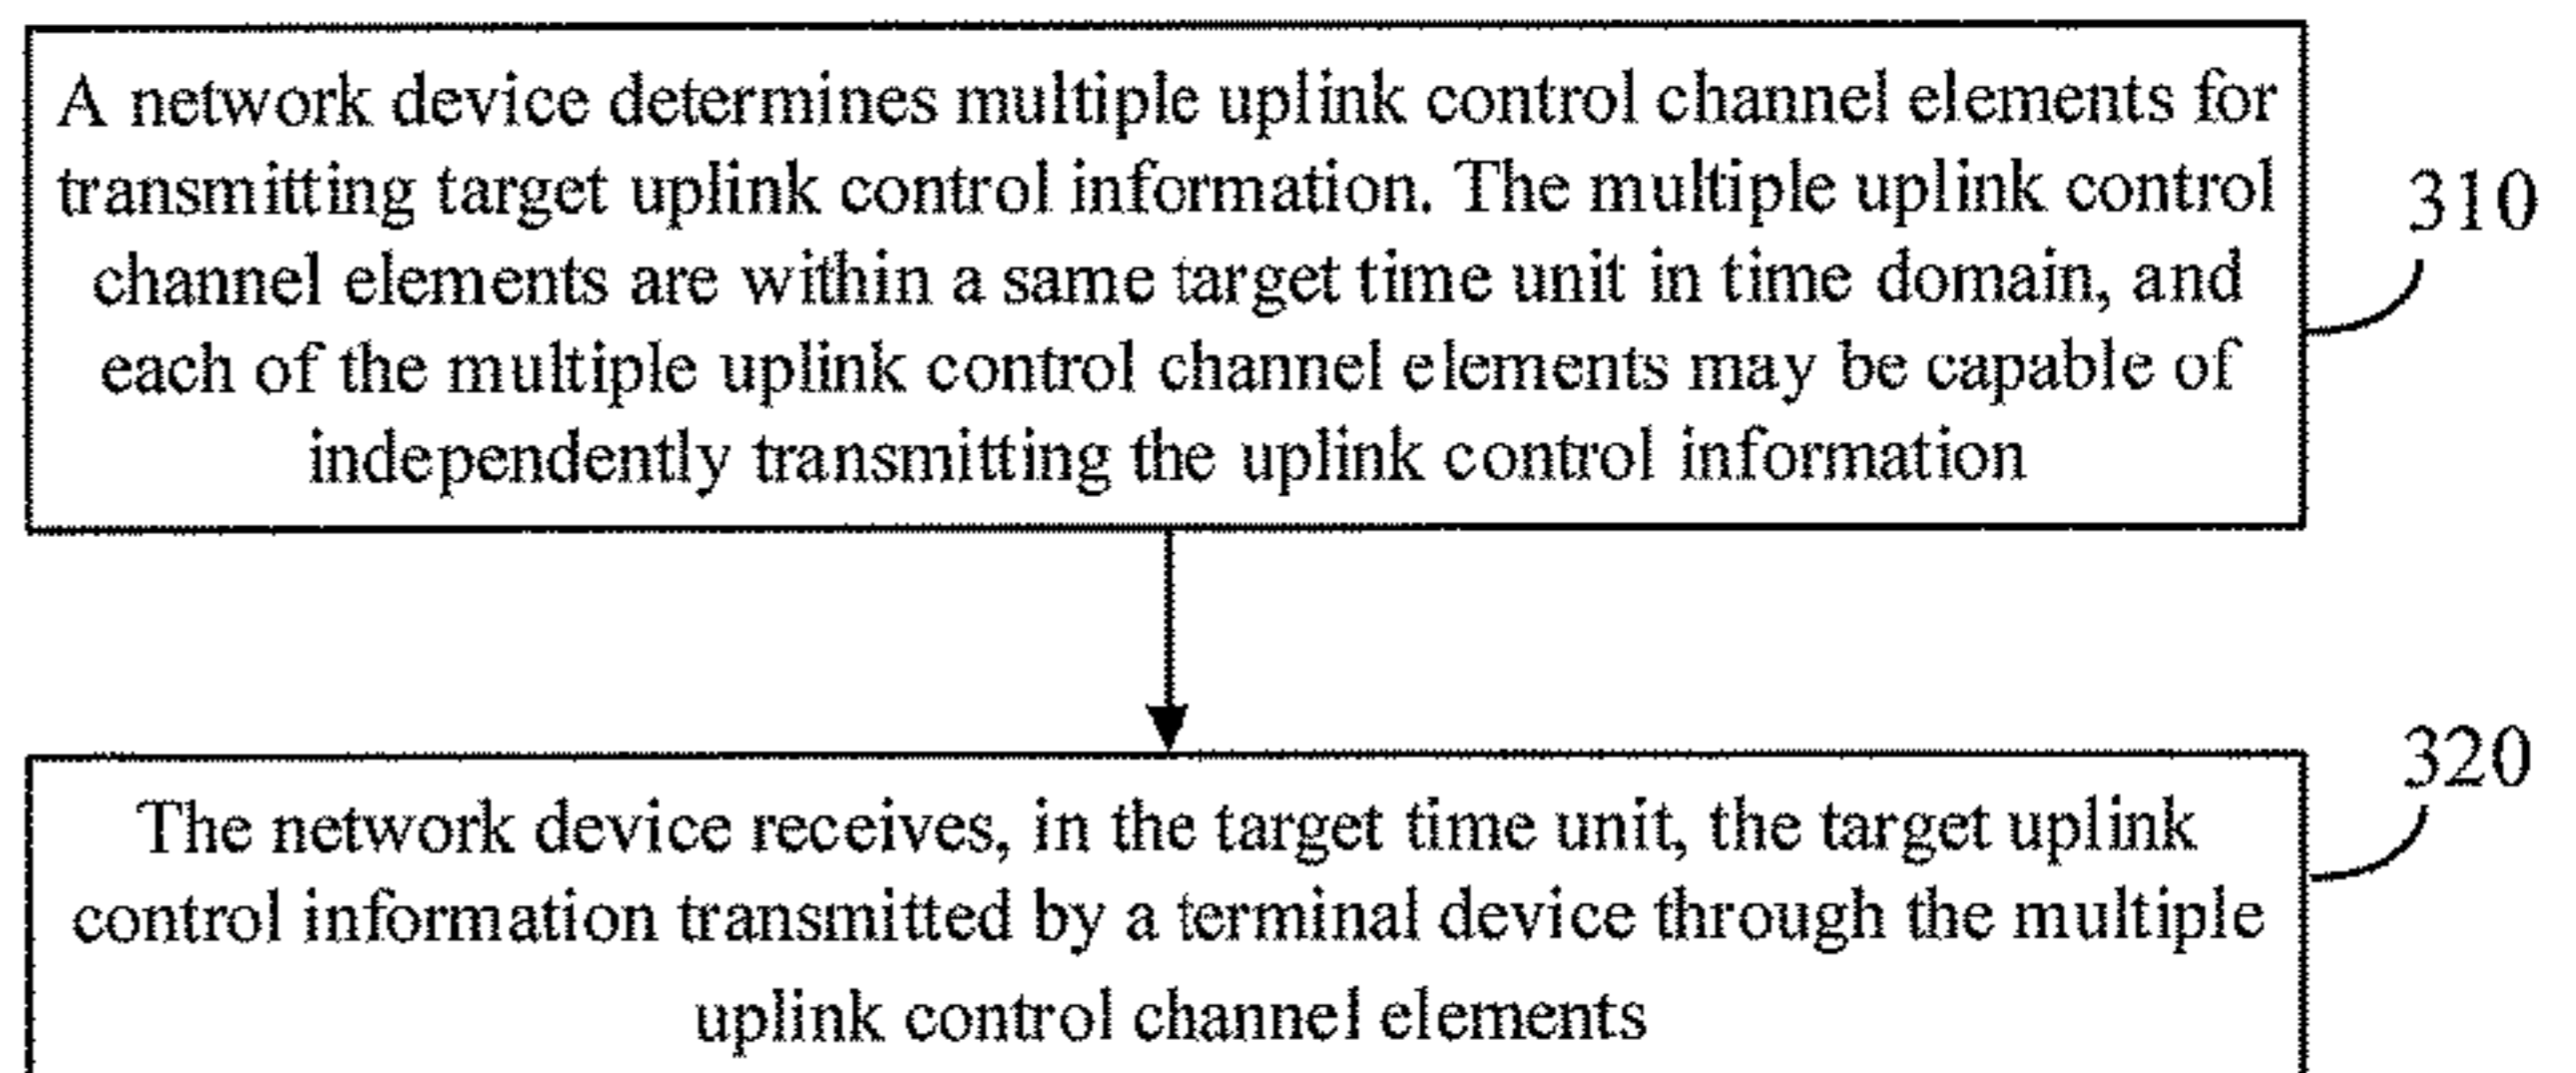 A network device determines multiple uplink control channel elements for
transmitting target uplink control information. The multiple uplink control
channel elements are within a same target time unit in time domain, and
each of the multiple uplink control channel elements may be capable of
independently transmitting the uplink control information
310
The network device receives, in the target time unit, the target uplink
control information transmitted by a terminal device through the multiple
uplink control channel elements
320